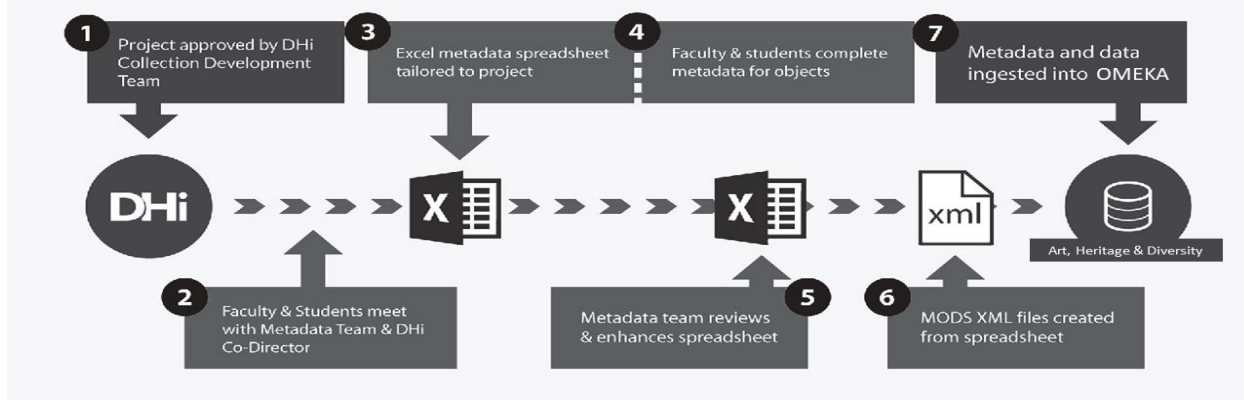 1
Project approved by DHi
Collection Development
Team
3
Excel metadata spreadsheet
tailored to project
4
Faculty & students complete
metadata for objects
7
Metadata and data
ingested into OMEKA
DHi
X
X
xml
Art, Heritage & Diversity
2
Faculty & Students meet
with Metadata Team & DHi
Co-Director
Metadata team reviews
& enhances spreadsheet
5
6
MODS XML files created
from spreadsheet